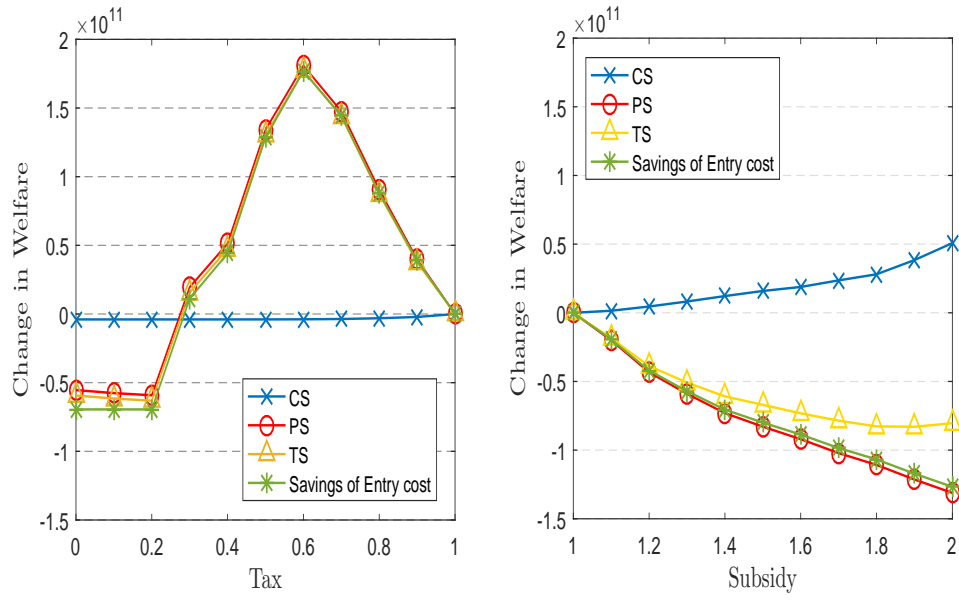 ×10^11
2
1.5
1
0.5
0
-0.5
-1
-1.5
Change in Welfare
CS
PS
TS
Savings of Entry cost
0 0.2 0.4 0.6 0.8 1
Tax
×10^11
2
1.5
1
0.5
0
-0.5
-1
-1.5
Change in Welfare
CS
PS
TS
Savings of Entry cost
1 1.2 1.4 1.6 1.8 2
Subsidy